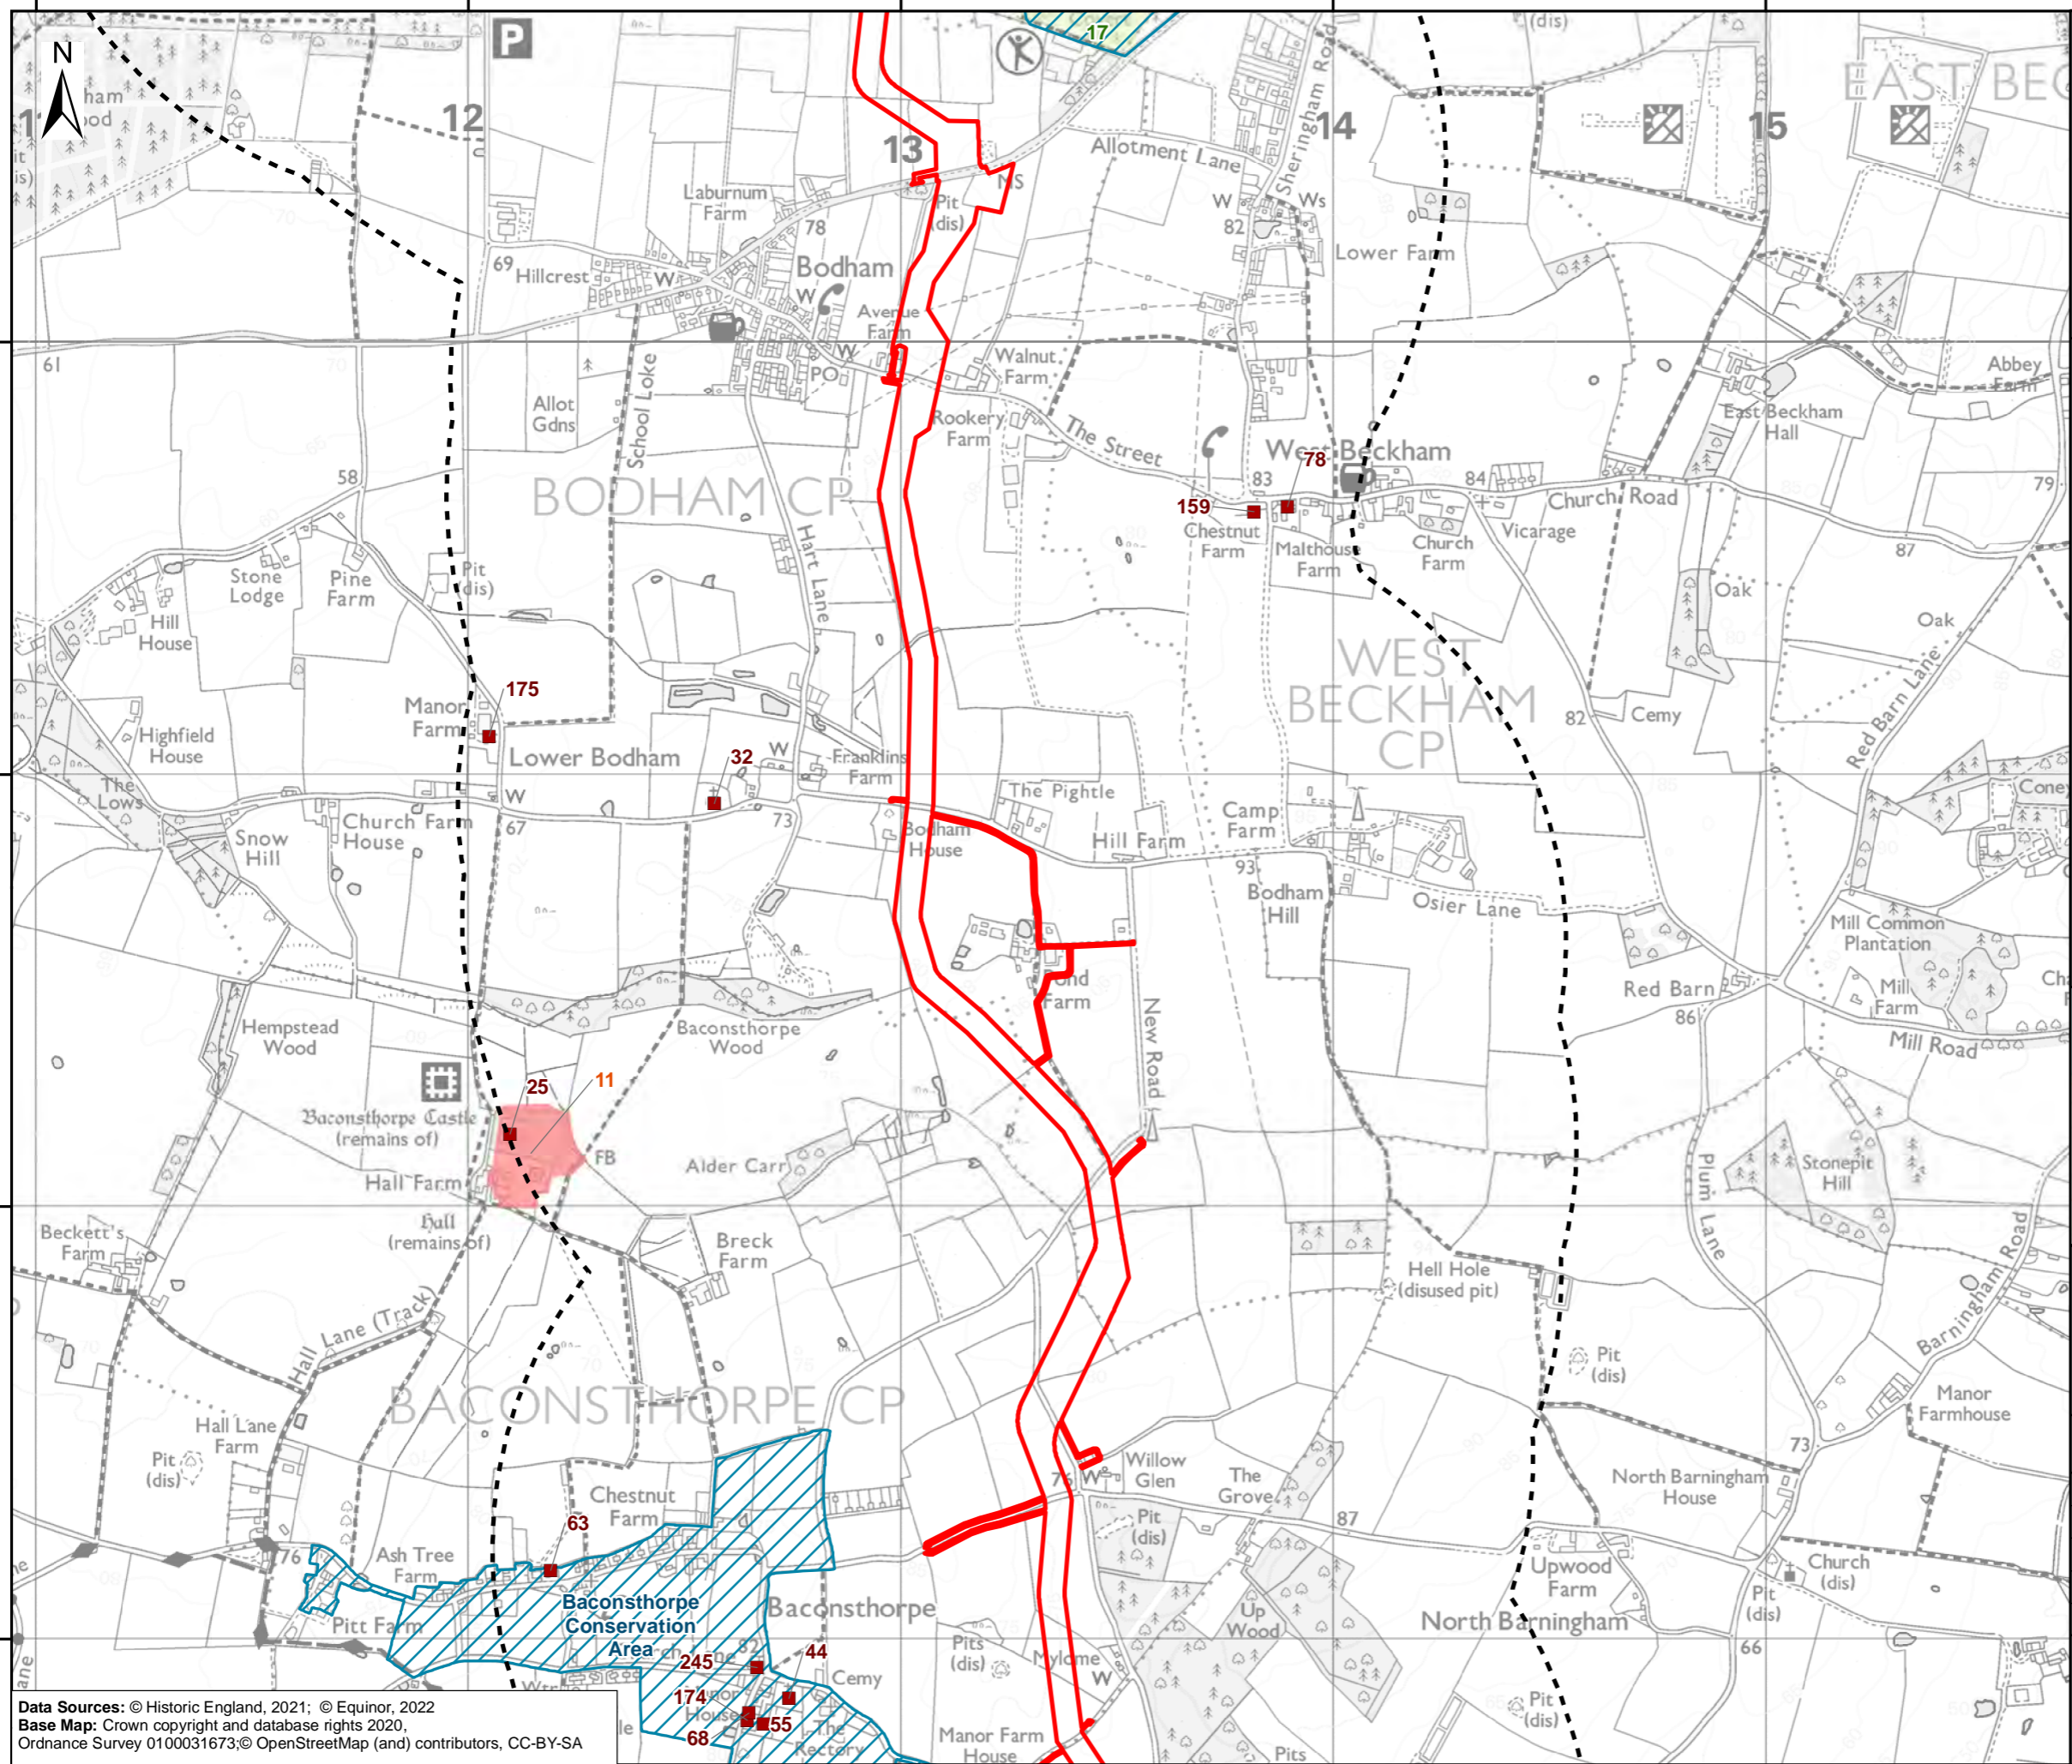 (dis)
17
P
N
EAST BEC
12
13
14
15
Sheringham Road
Allotment Lane
MS
Laburnum
Farm
78
Pit
(dis)
W
Ws
82
Lower Farm
69
Hillcrest
W
Bodham
W
Avenue
Farm
61
70
PO
W
Walnut
Farm
Abbey
Farm
Allot
Gdns
School Loke
Rookery
Farm
The Street
East Beckham
Hall
West Beckham
78
58
BODHAM CP
83
84
Church Road
79
159
Chestnut
Farm
Malthouse
Farm
Church
Farm
Vicarage
87
Hart Lane
Stone
Lodge
Pine
Farm
Pit
(dis)
Oak
Oak
Hill
House
WEST
BECKHAM
CP
175
Manor
Farm
82
Cemy
Red Barn Lane
Highfield
House
Lower Bodham
32
W
Franklins
Farm
The
Lows
W
The Pightle
Camp
Farm
Coney
Snow
Hill
Church Farm
House
67
73
Bodham
House
Hill Farm
93
Bodham
Hill
Osier Lane
Mill Common
Plantation
Pond
Farm
Red Barn
Mill
Farm
86
Mill Road
Hempstead
Wood
Baconsthorpe
Wood
New Road
25
11
Baconsthorpe Castle
(remains of)
FB
Alder Carr
Hall Farm
Stonepit
Hill
Plum Lane
Hall
(remains of)
Beckett's
Farm
Breck
Farm
Hell Hole
(disused pit)
Barningham Road
Hall Lane (Track)
Pit
(dis)
BACONSTHORPE CP
Manor
Farmhouse
Hall Lane
Farm
Pit
(dis)
73
Willow
Glen
76
W
The
Grove
North Barningham
House
Chestnut
Farm
63
Pit
(dis)
87
76
Ash Tree
Farm
Upwood
Farm
Church
(dis)
Baconsthorpe
Conservation
Area
Baconsthorpe
Up
Wood
North Barningham
Pit
(dis)
Pitt Farm
82
245
44
Cemy
Pits
(dis)
Mylome
W
66
174
68
55
The
Rectory
Manor Farm
House
Pit
(dis)
Pits
Data Sources: © Historic England, 2021; © Equinor, 2022
Base Map: Crown copyright and database rights 2020,
Ordnance Survey 0100031673;© OpenStreetMap (and) contributors, CC-BY-SA